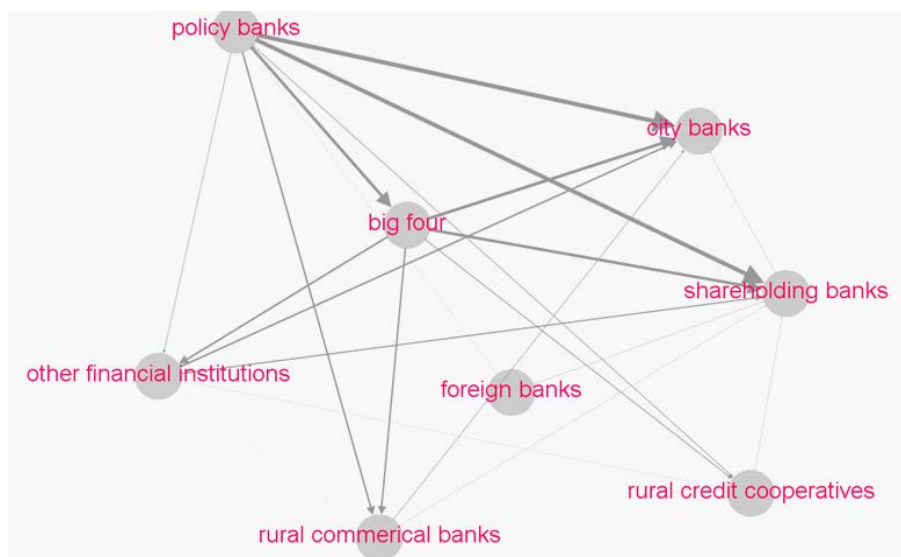 policy banks
city banks
big four
shareholding banks
other financial institutions
foreign banks
rural credit cooperatives
rural commerical banks